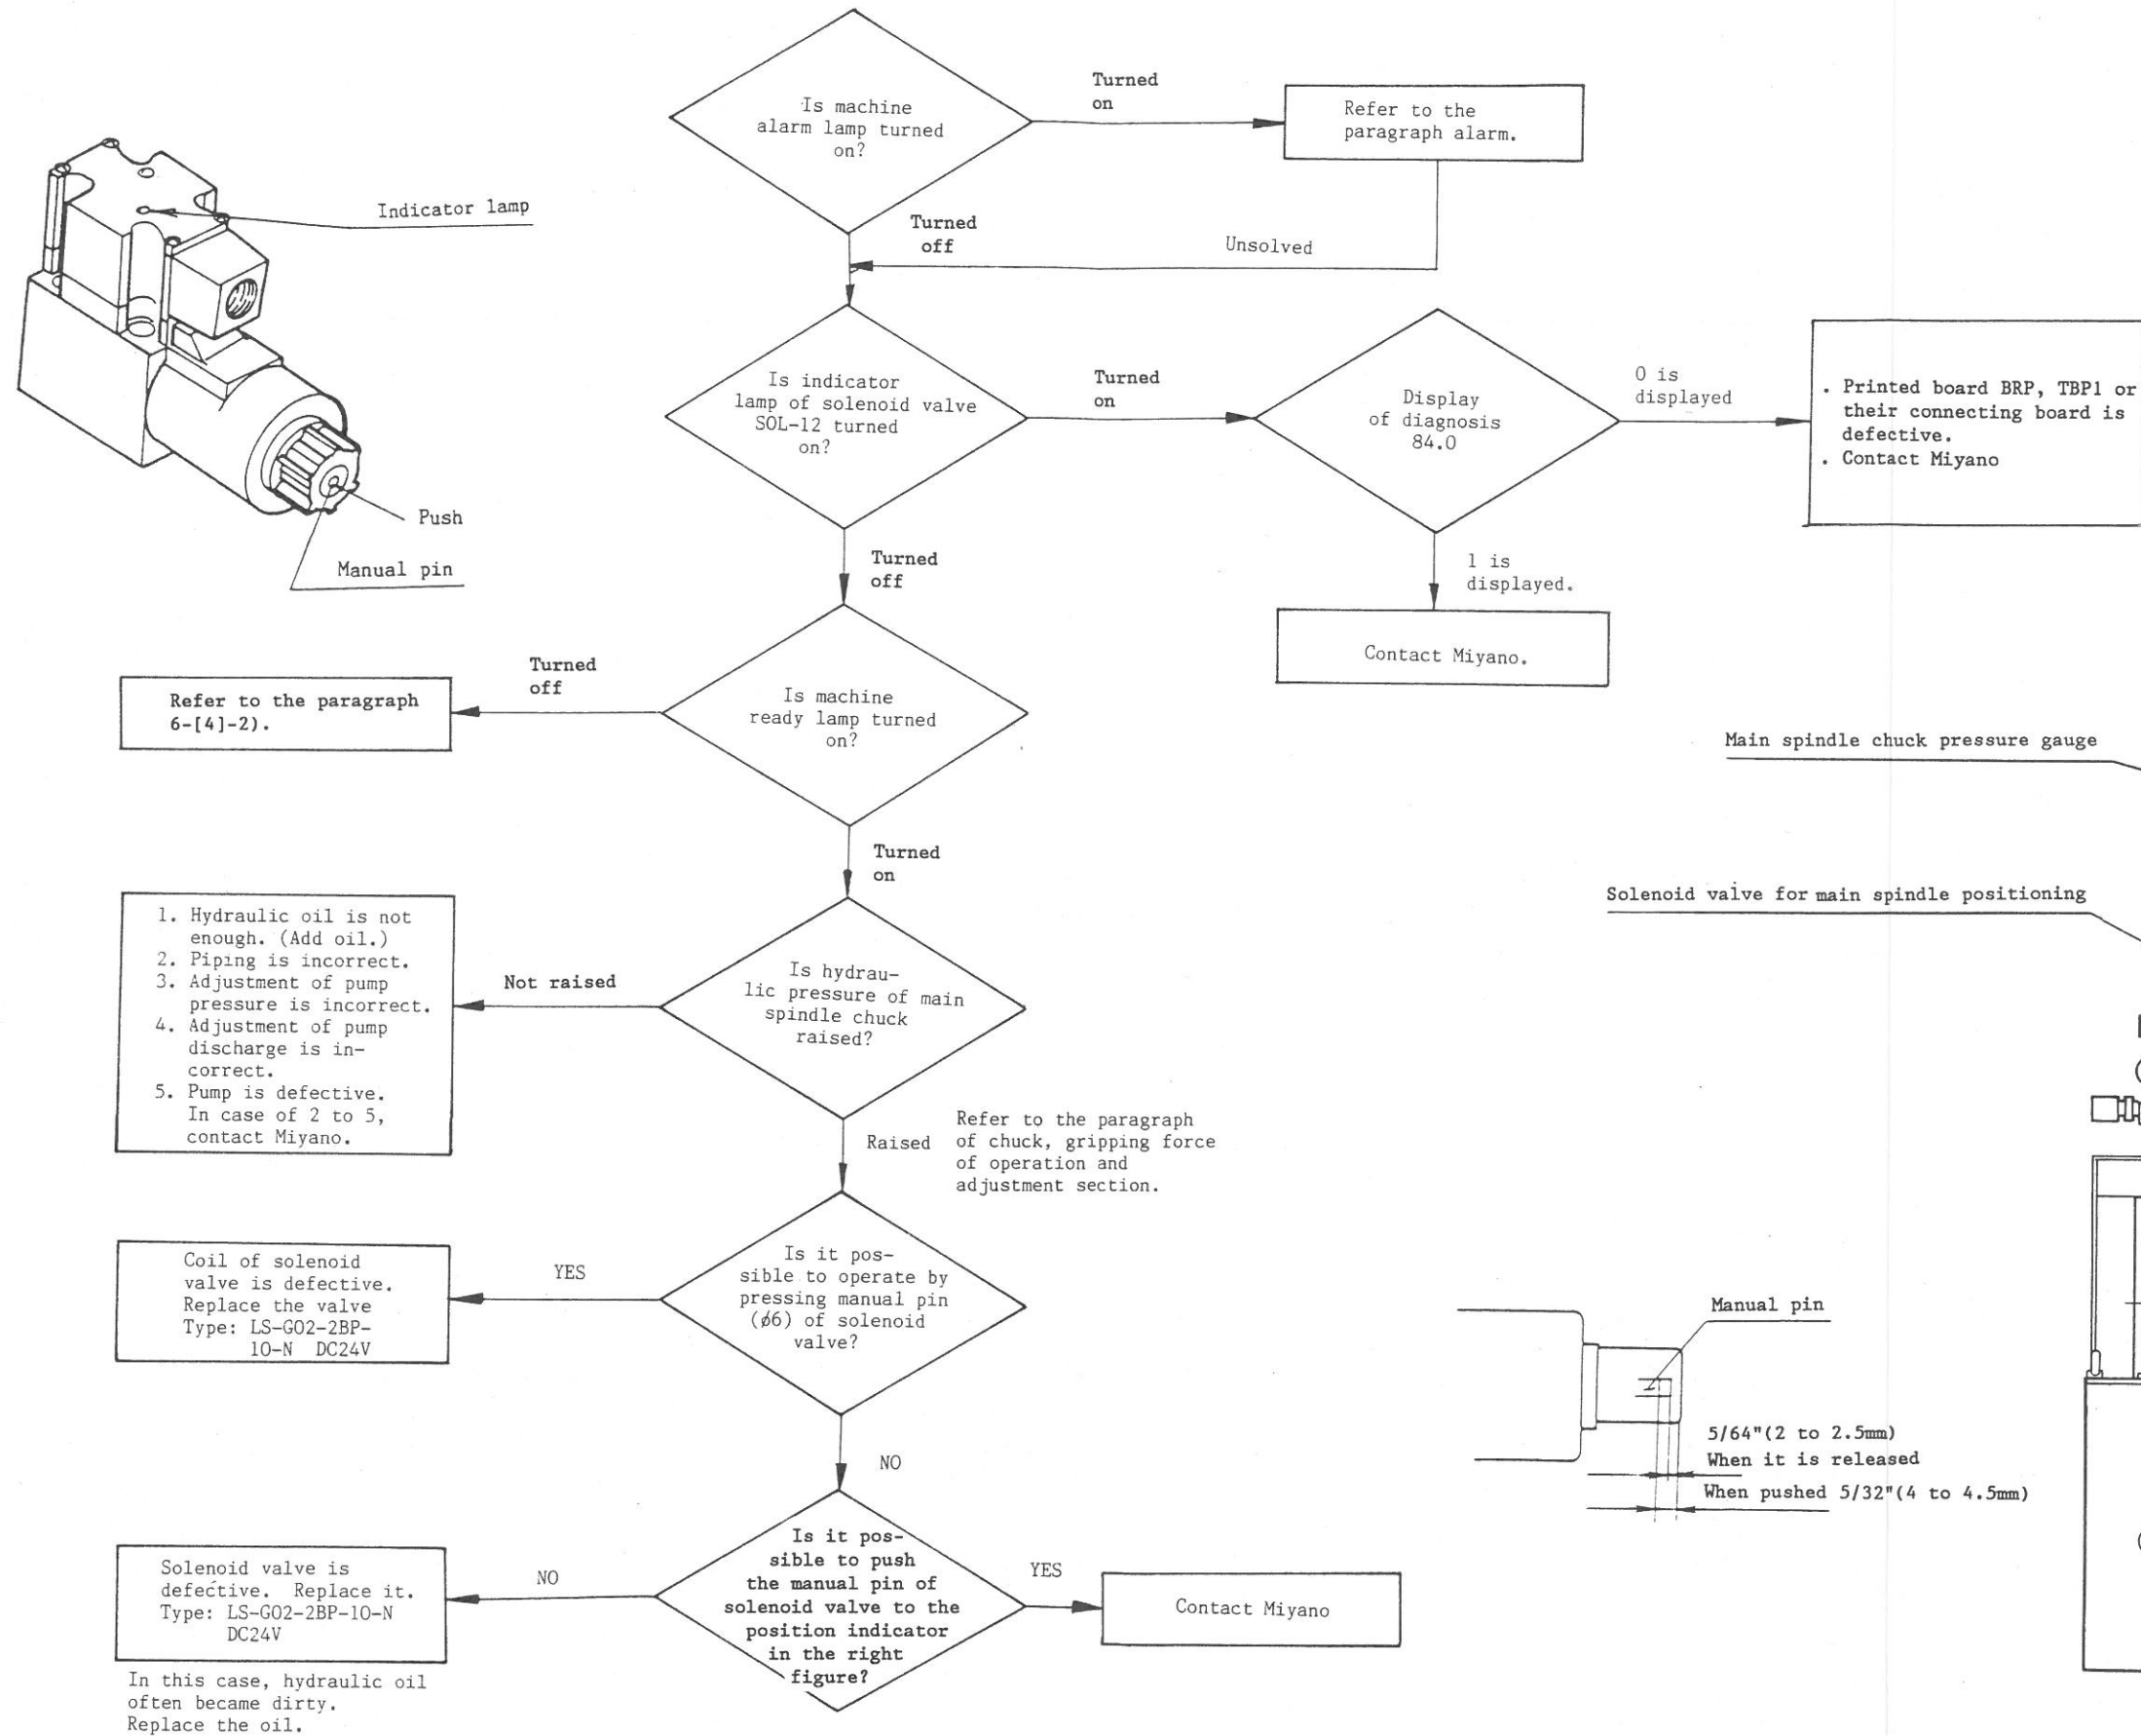 Is machine
alarm lamp turned
on?
Turned
on
Refer to the
paragraph alarm.
Indicator lamp
Turned
off
Unsolved
Is indicator
lamp of solenoid valve
SOL-12 turned
on?
Turned
on
Display
of diagnosis
84.0
0 is
displayed
. Printed board BRP, TBP1 or
their connecting board is
defective.
. Contact Miyano
Push
Manual pin
Turned
off
1 is
displayed.
Contact Miyano.
Turned
off
Refer to the paragraph
6-[4]-2).
Is machine
ready lamp turned
on?
Main spindle chuck pressure gauge
Turned
on
Solenoid valve for main spindle positioning
1. Hydraulic oil is not
enough. (Add oil.)
2. Piping is incorrect.
3. Adjustment of pump
pressure is incorrect.
4. Adjustment of pump
discharge is in-
correct.
5. Pump is defective.
In case of 2 to 5,
contact Miyano.
Not raised
Is hydrau-
lic pressure of main
spindle chuck
raised?
Raised
Refer to the paragraph
of chuck, gripping force
of operation and
adjustment section.
Coil of solenoid
valve is defective.
Replace the valve
Type: LS-G02-2BP-
10-N DC24V
YES
Is it pos-
sible to operate by
pressing manual pin
(ø6) of solenoid
valve?
Manual pin
5/64"(2 to 2.5mm)
When it is released
When pushed 5/32"(4 to 4.5mm)
NO
Solenoid valve is
defective. Replace it.
Type: LS-G02-2BP-10-N
DC24V
NO
Is it pos-
sible to push
the manual pin of
solenoid valve to the
position indicator
in the right
figure?
YES
Contact Miyano
In this case, hydraulic oil
often became dirty.
Replace the oil.